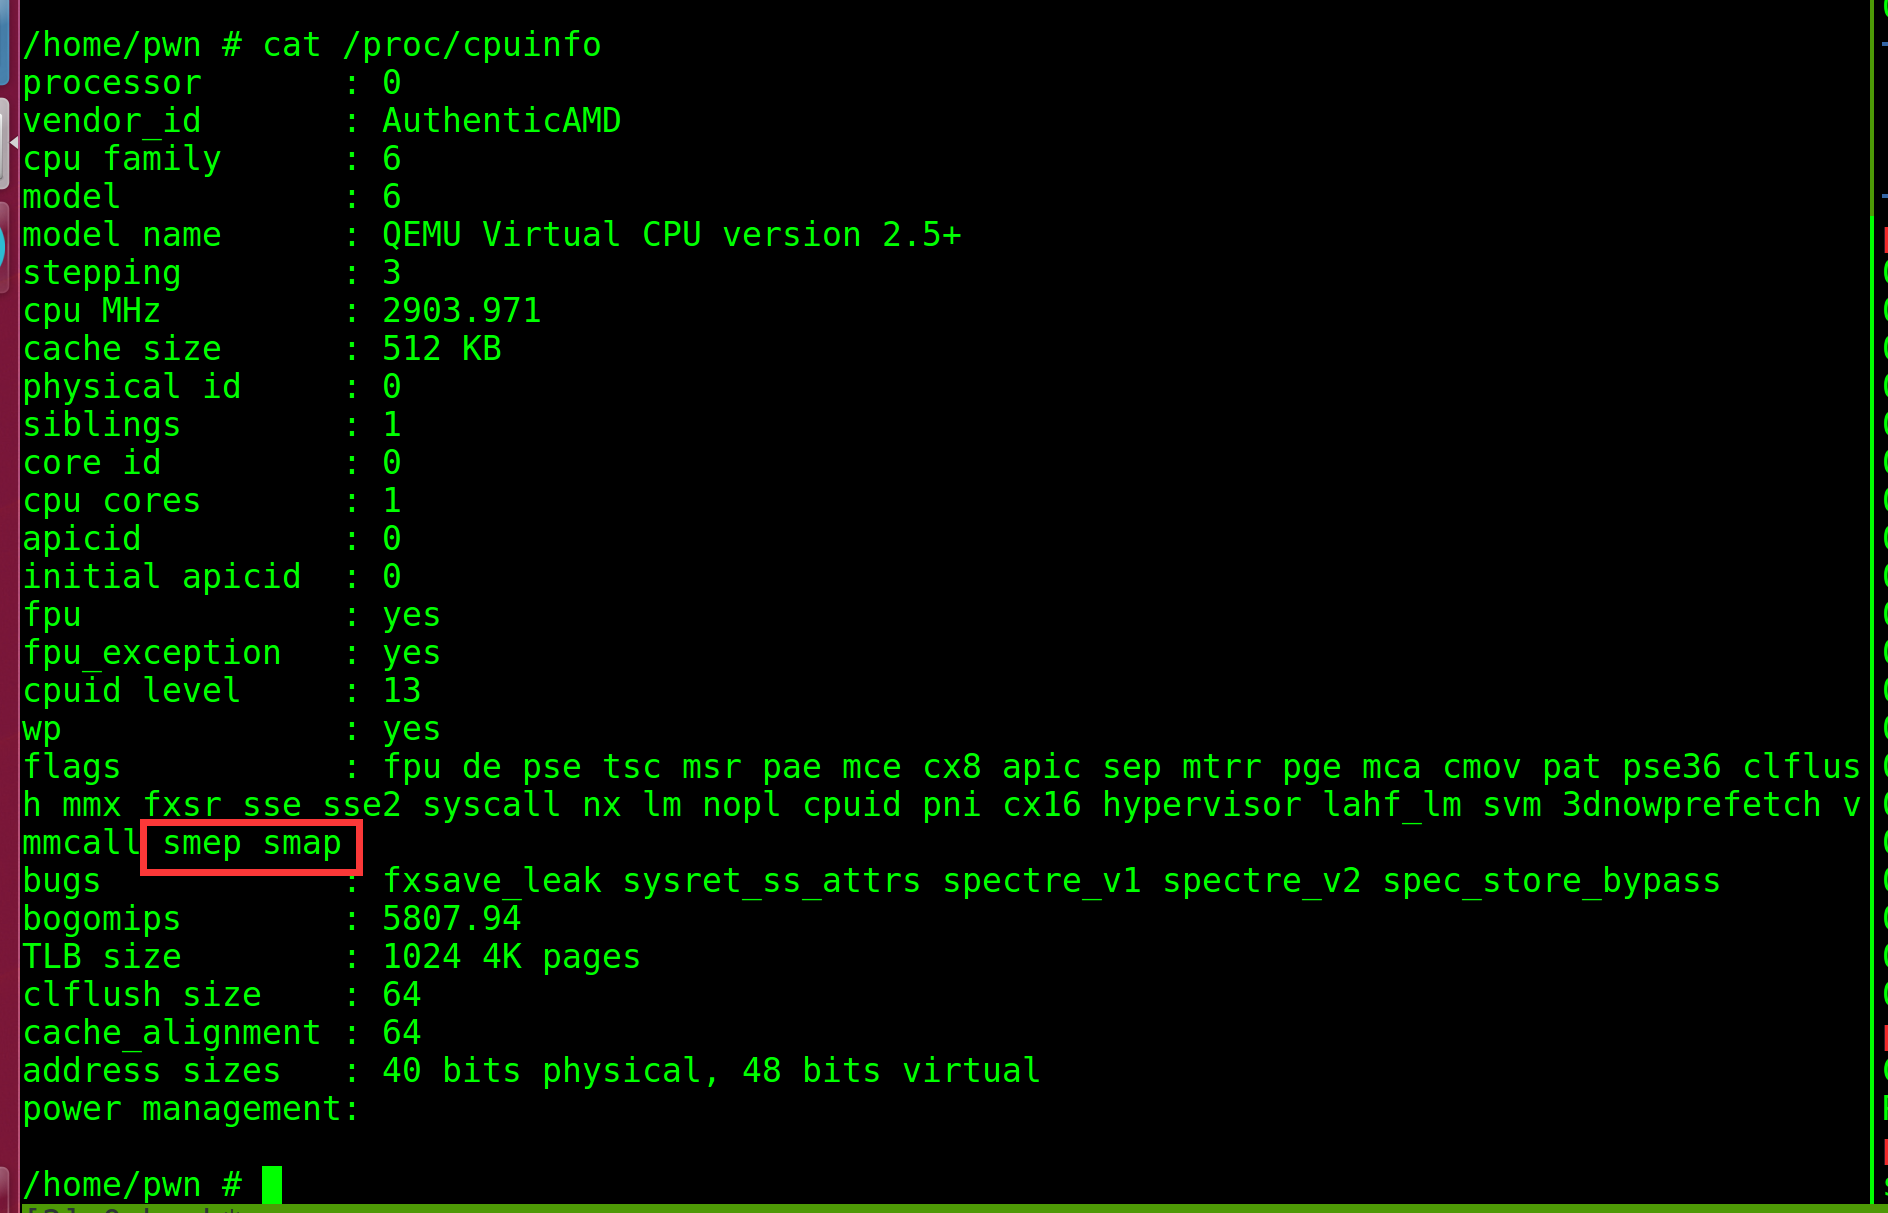 /home/pwn # cat /proc/cpuinfo
processor       : 0
vendor_id       : AuthenticAMD
cpu family      : 6
model           : 6
model name      : QEMU Virtual CPU version 2.5+
stepping        : 3
cpu MHz         : 2903.971
cache size      : 512 KB
physical id     : 0
siblings        : 1
core id         : 0
cpu cores       : 1
apicid          : 0
initial apicid  : 0
fpu             : yes
fpu_exception   : yes
cpuid level     : 13
wp              : yes
flags           : fpu de pse tsc msr pae mce cx8 apic sep mtrr pge mca cmov pat pse36 clflus
h mmx fxsr sse sse2 syscall nx lm nopl cpuid pni cx16 hypervisor lahf_lm svm 3dnowprefetch v
mmcall smep smap
bugs            : fxsave_leak sysret_ss_attrs spectre_v1 spectre_v2 spec_store_bypass
bogomips        : 5807.94
TLB size        : 1024 4K pages
clflush size    : 64
cache_alignment : 64
address sizes   : 40 bits physical, 48 bits virtual
power management:
/home/pwn #